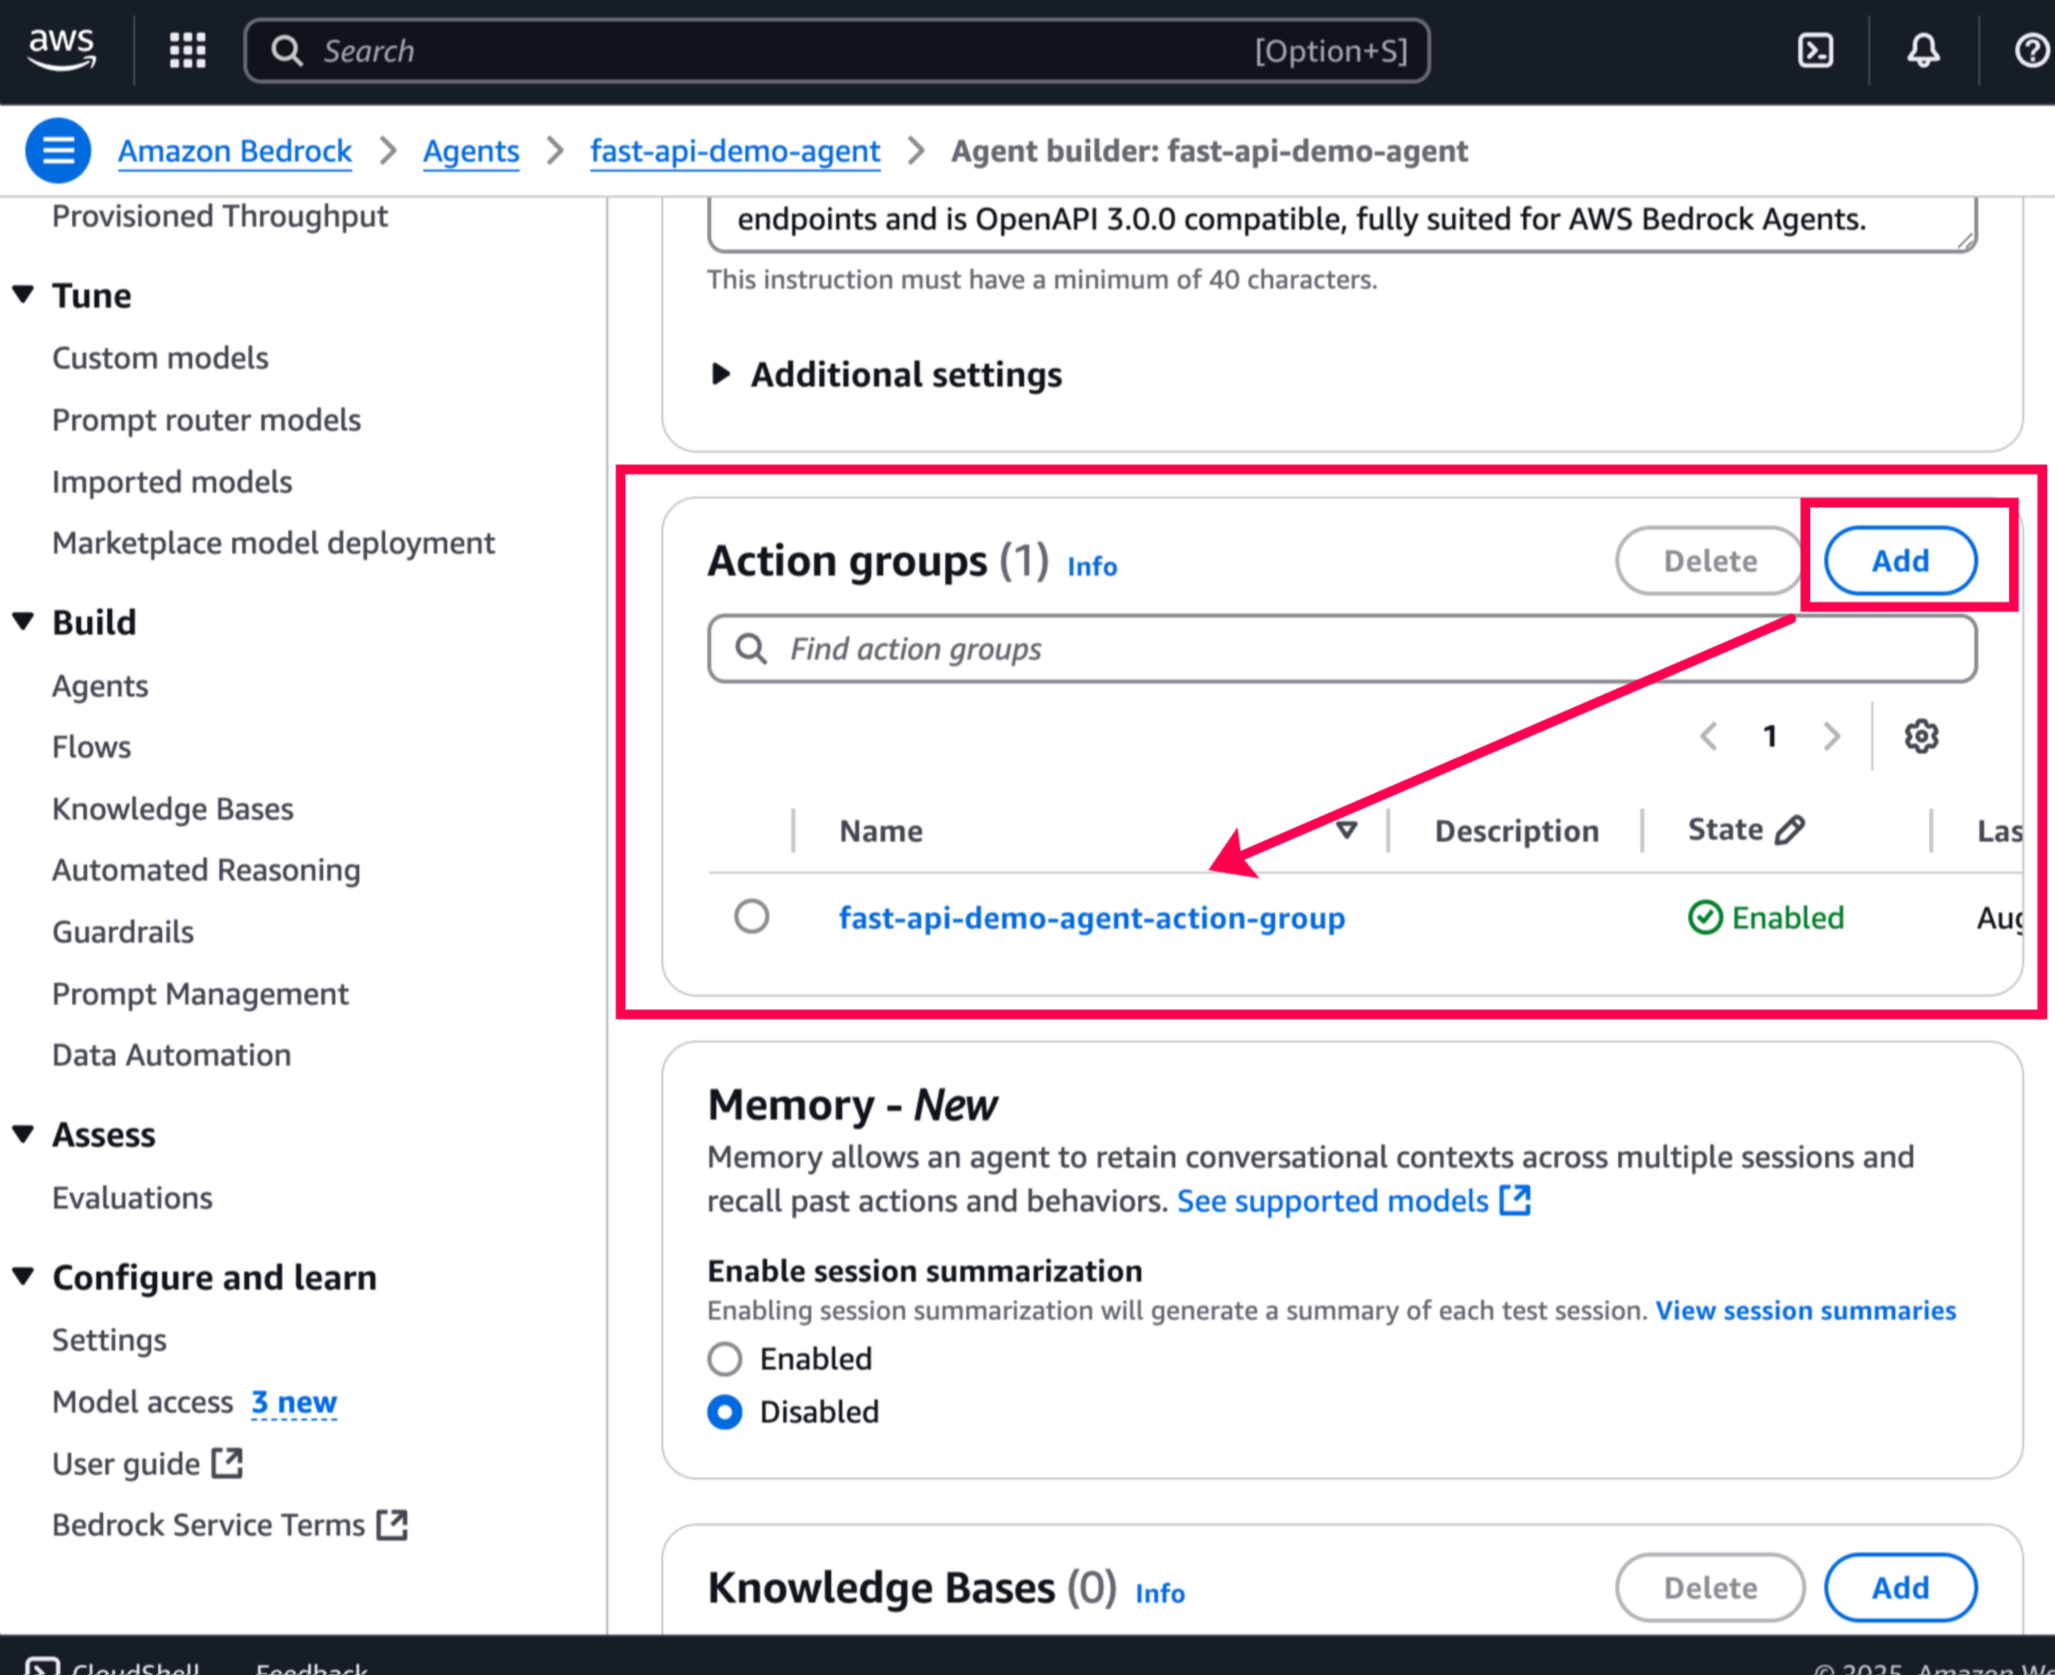 aws
Search
[Option+S]
Amazon Bedrock
Agents
fast-api-demo-agent
Agent builder: fast-api-demo-agent
Provisioned Throughput
Tune
Custom models
Prompt router models
Imported models
Marketplace model deployment
Build
Agents
Flows
Knowledge Bases
Automated Reasoning
Guardrails
Prompt Management
Data Automation
Assess
Evaluations
Configure and learn
Settings
Model access 3 new
User guide
Bedrock Service Terms
endpoints and is OpenAPI 3.0.0 compatible, fully suited for AWS Bedrock Agents.
This instruction must have a minimum of 40 characters.
Additional settings
Action groups (1) Info
Delete
Add
Find action groups
1
Name
Description
State
Las
fast-api-demo-agent-action-group
Enabled
Aug
Memory - New
Memory allows an agent to retain conversational contexts across multiple sessions and
recall past actions and behaviors. See supported models
Enable session summarization
Enabling session summarization will generate a summary of each test session. View session summaries
Enabled
Disabled
Knowledge Bases (0) Info
Delete
Add
CloudShell
Feedback
© 2025, Amazon We